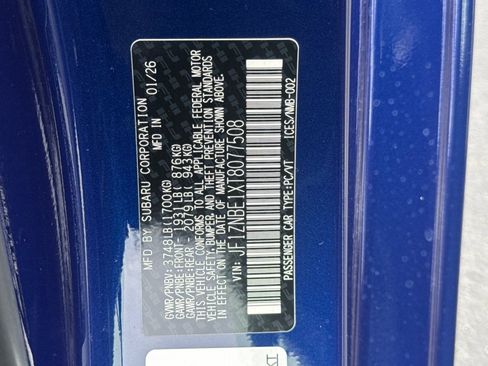 MFD BY SUBARU CORPORATION 01/26
MFD IN
GVWR/PNBV: 3748LB(1700KG)
GAWR/PNBE:FRONT- 1931LB( 876KG)
GAWR/PNBE:REAR - 2079LB( 943KG)
THIS VEHICLE CONFORMS TO ALL APPLICABLE FEDERAL MOTOR
VEHICLE SAFETY,BUMPER AND THEFT PREVENTION STANDARDS
IN EFFECT ON THE DATE OF MANUFACTURE SHOWN ABOVE.
VIN: JF1ZNBE1XT8077508
PASSENGER CAR TYPE:PC/VT ICES/NMB-002